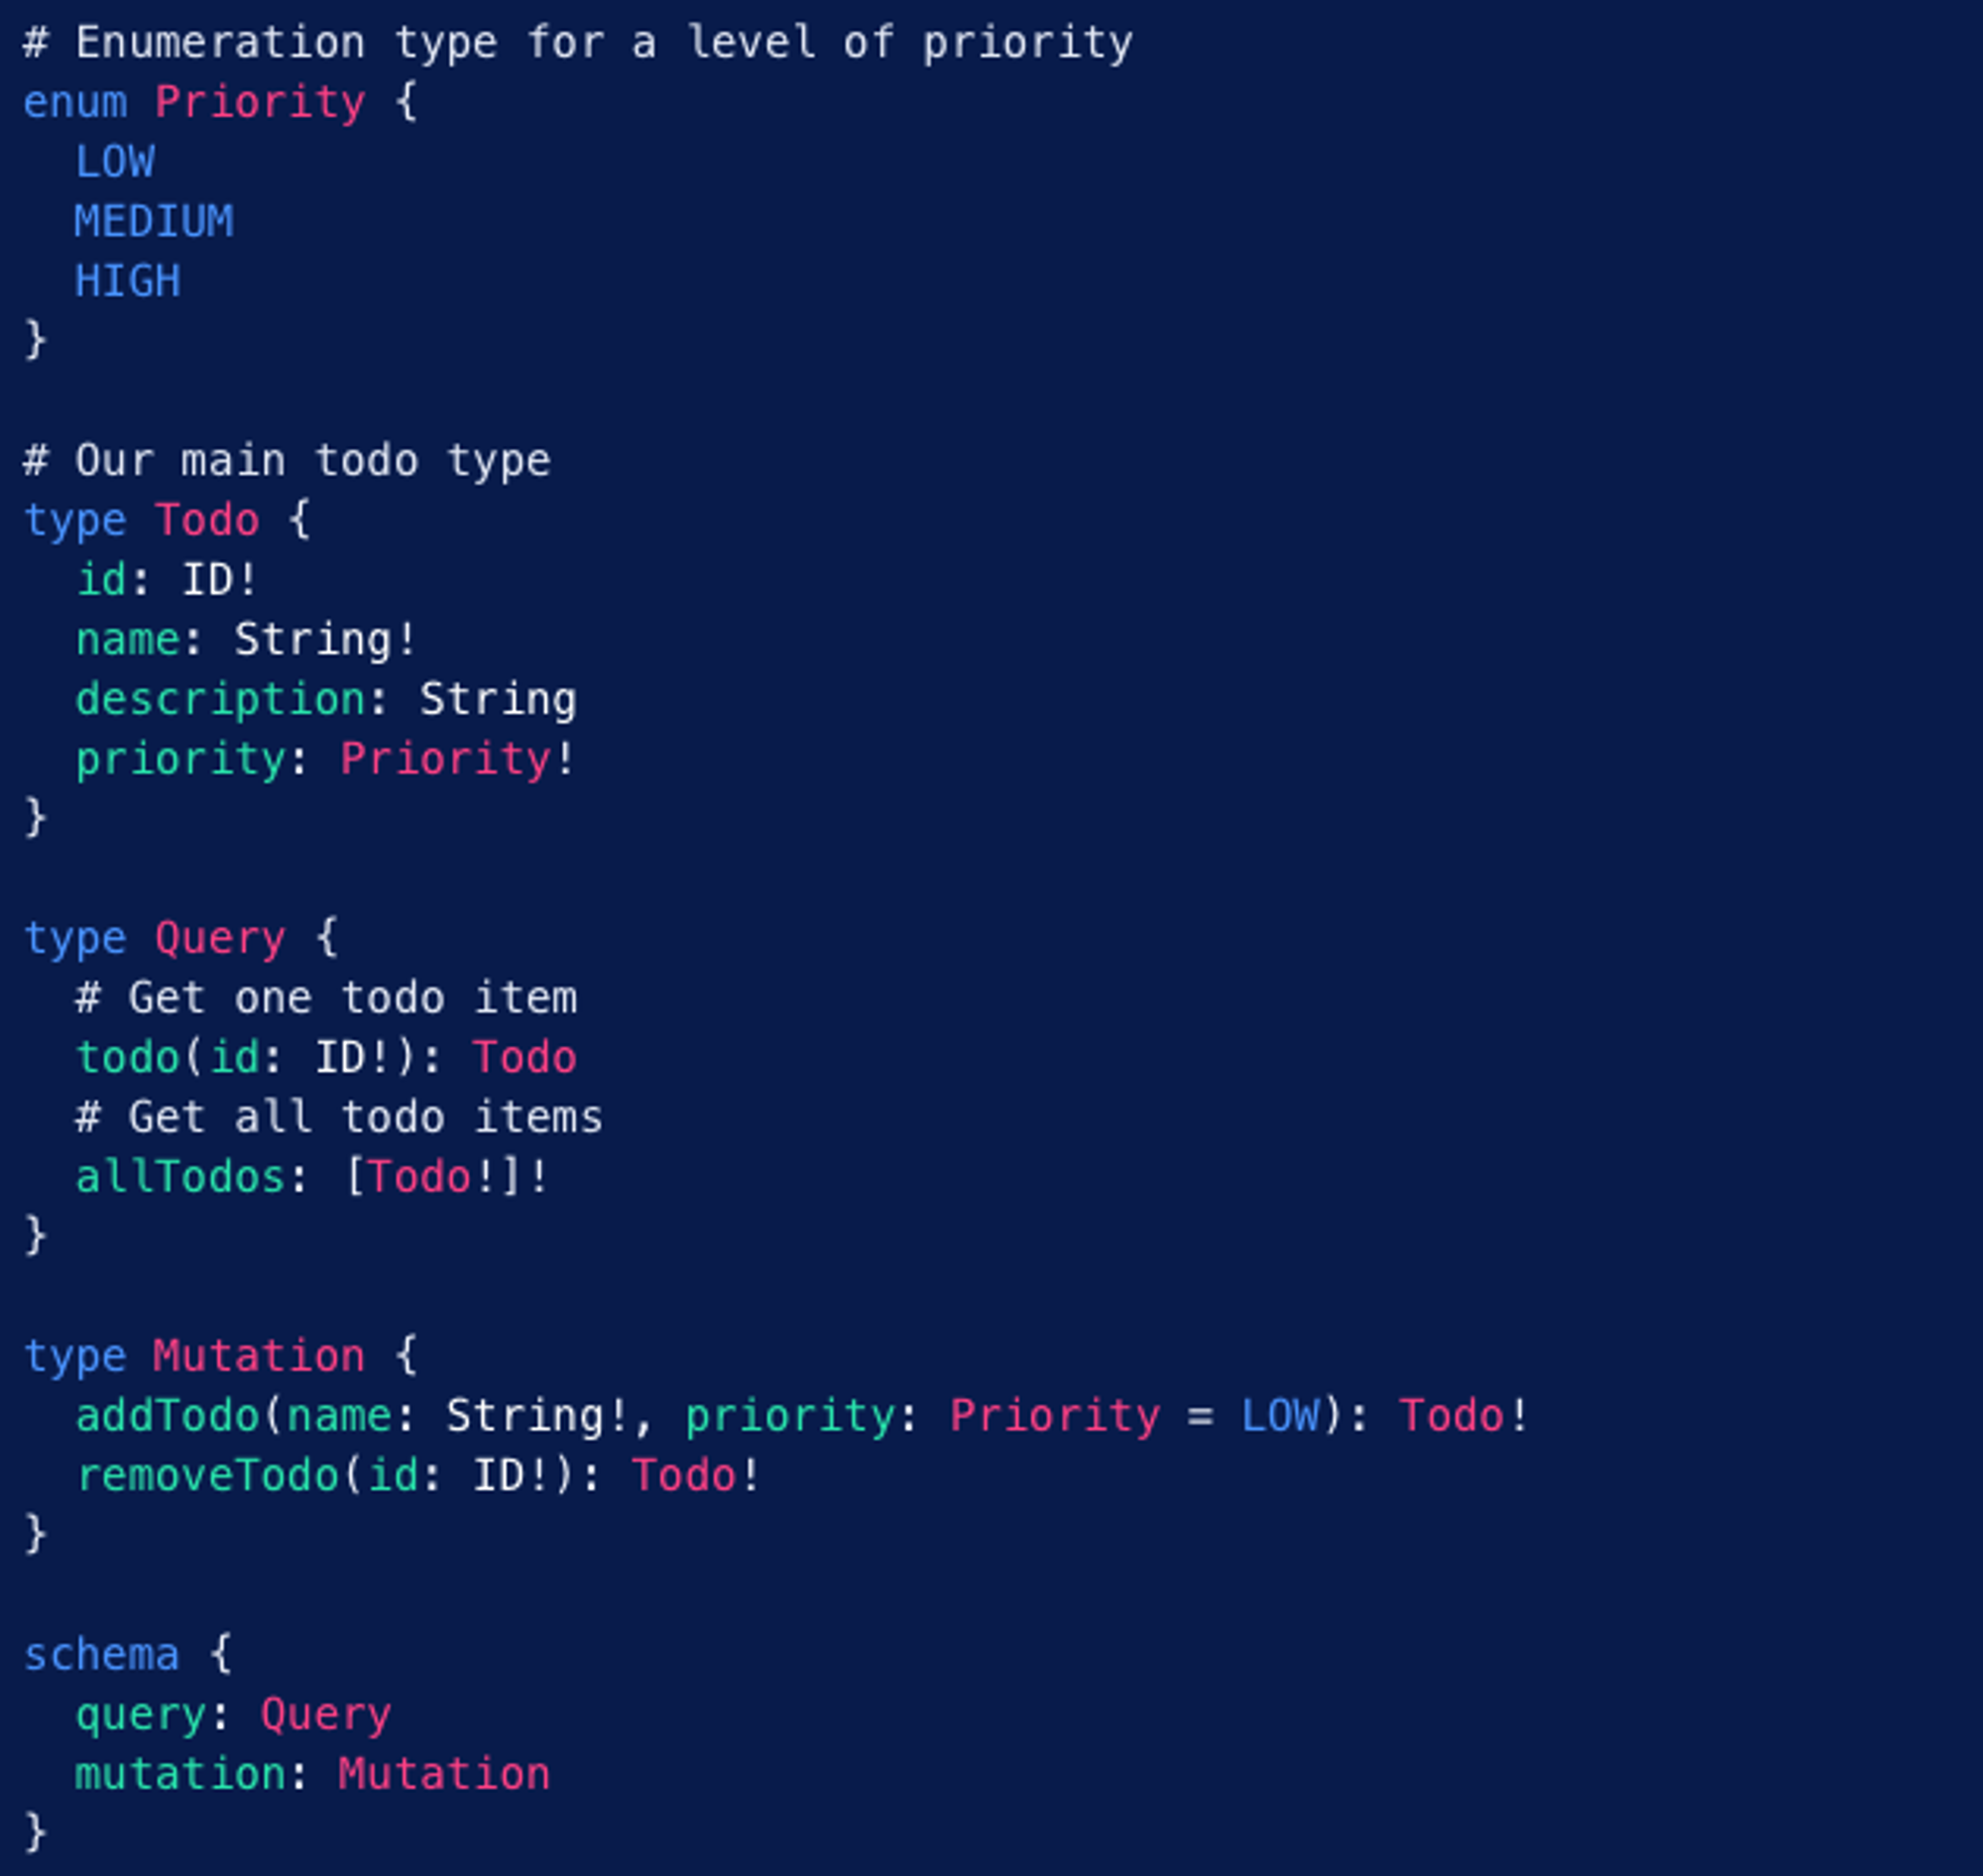 # Enumeration type for a level of priority
enum Priority {
  LOW
  MEDIUM
  HIGH
}

# Our main todo type
type Todo {
  id: ID!
  name: String!
  description: String
  priority: Priority!
}

type Query {
  # Get one todo item
  todo(id: ID!): Todo
  # Get all todo items
  allTodos: [Todo!]!
}

type Mutation {
  addTodo(name: String!, priority: Priority = LOW): Todo!
  removeTodo(id: ID!): Todo!
}

schema {
  query: Query
  mutation: Mutation
}